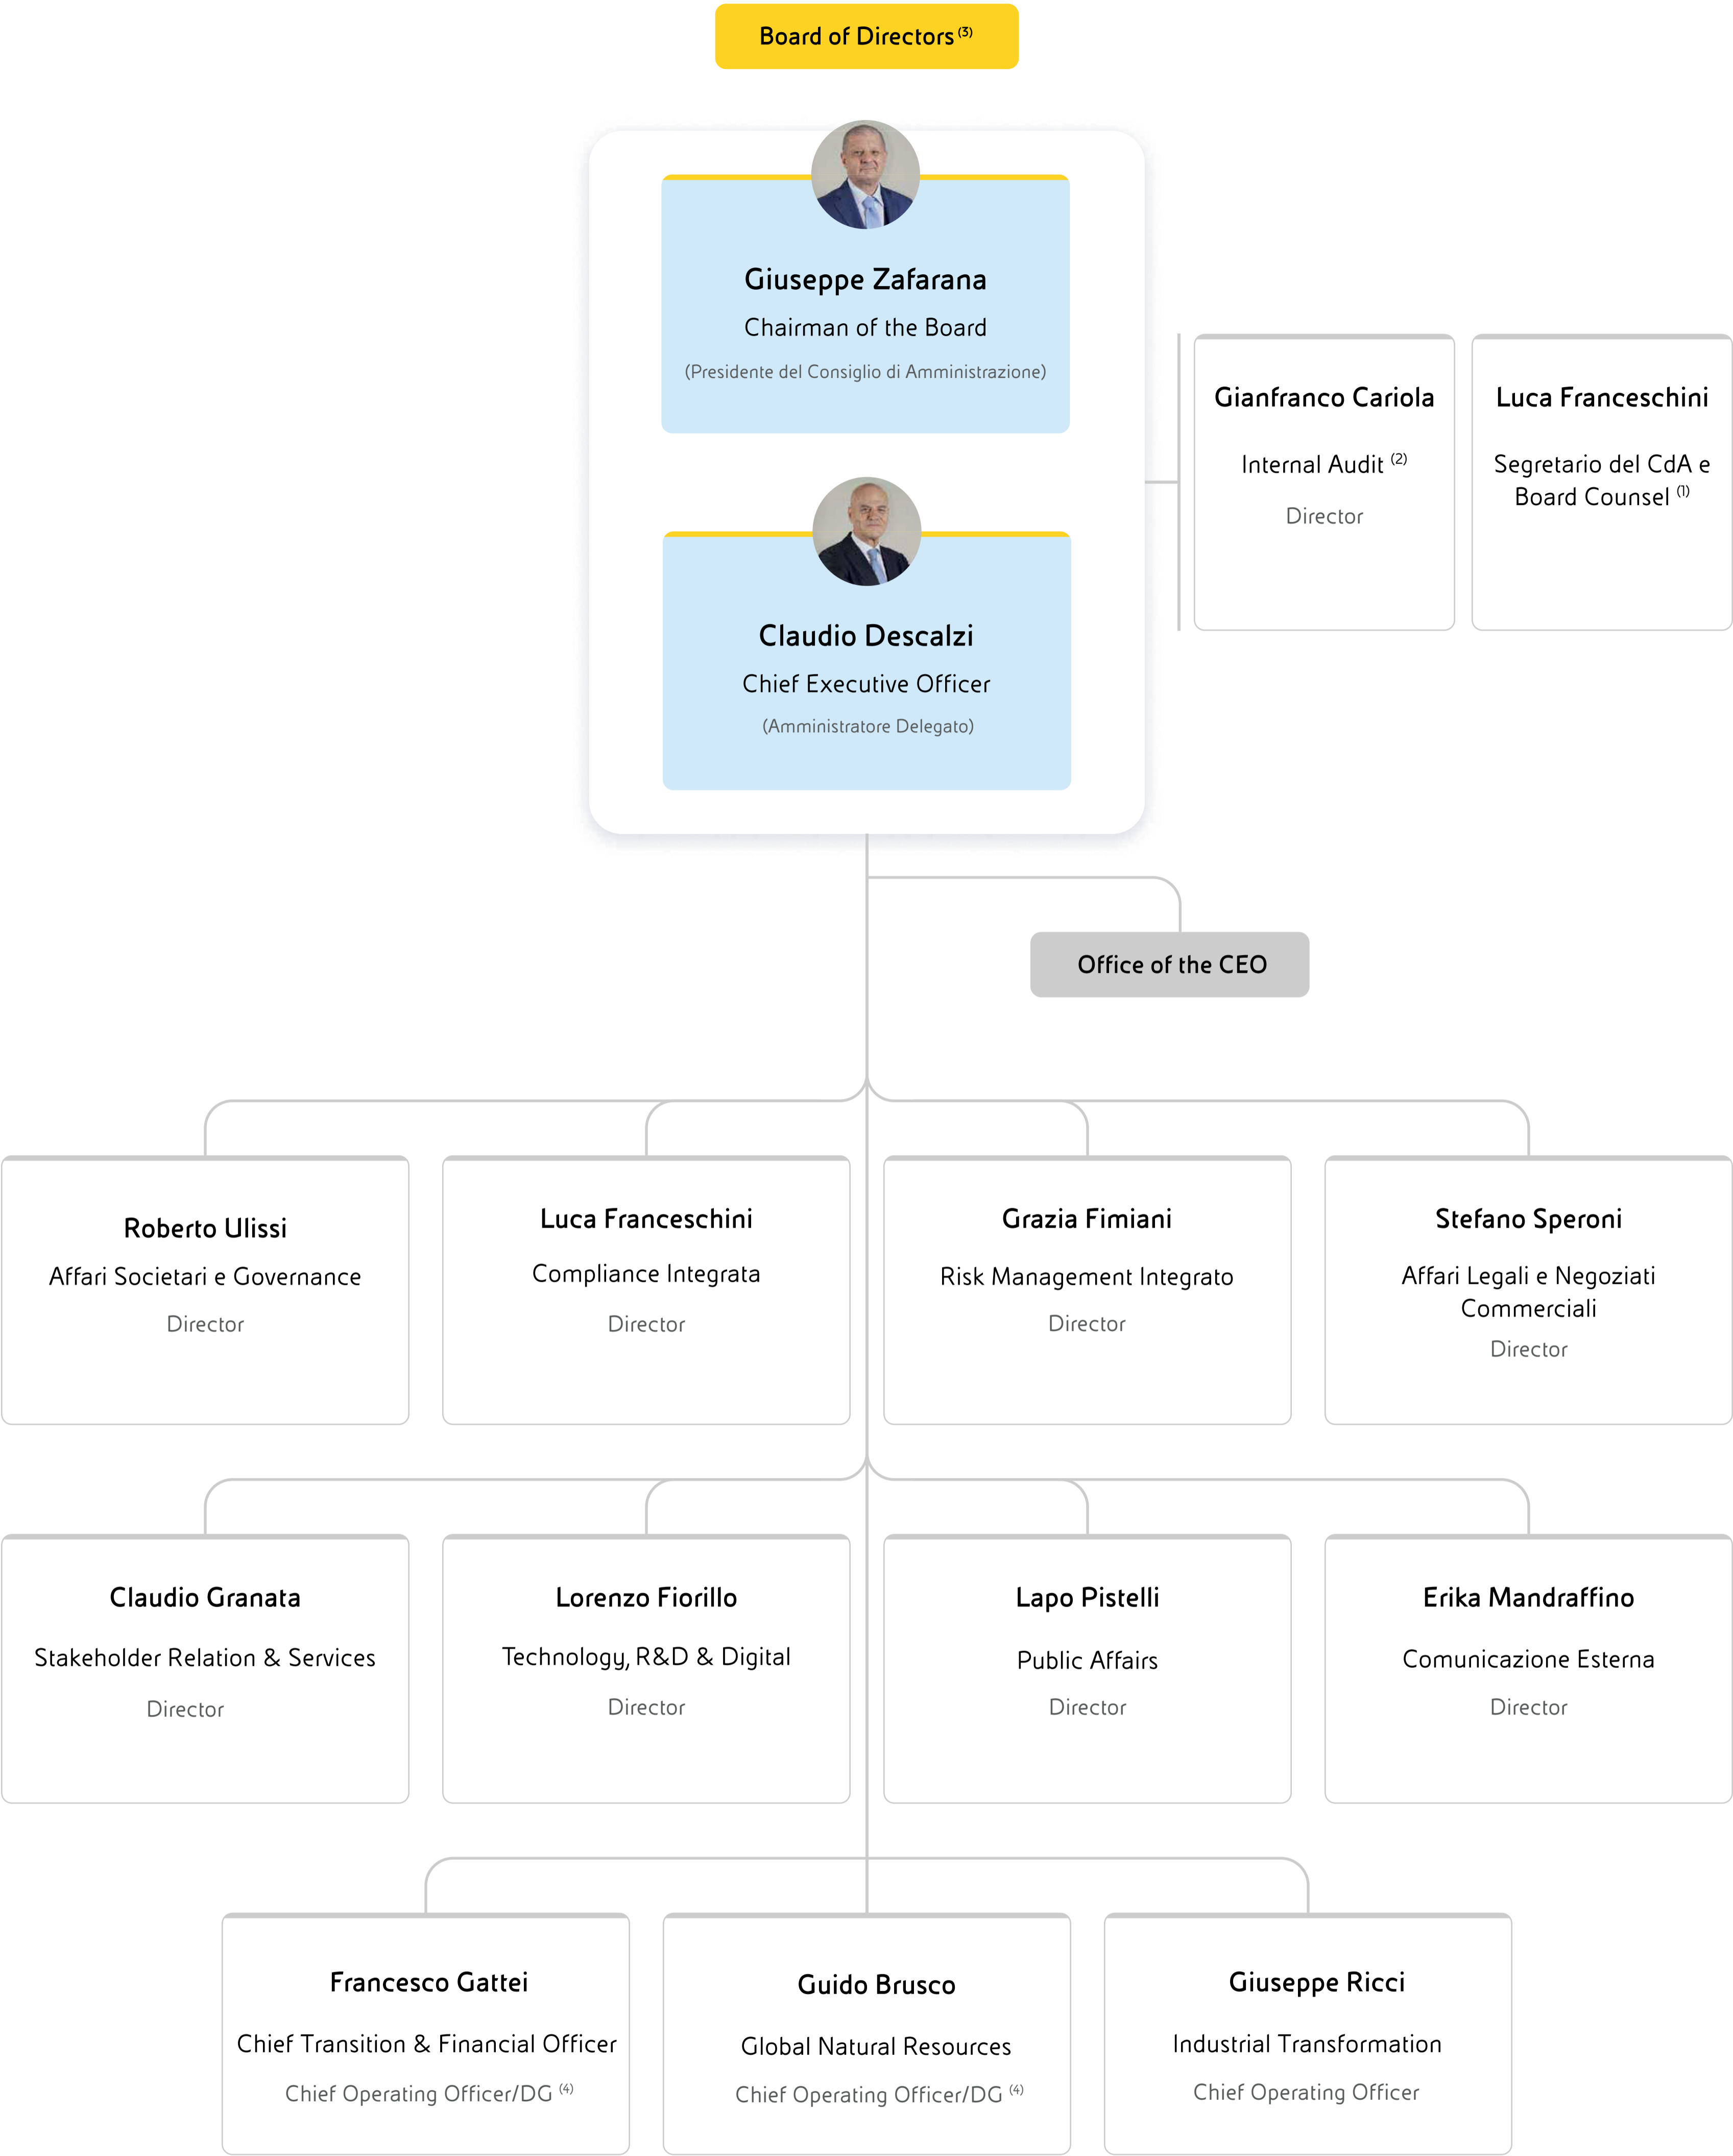 Board of Directors (3)
Giuseppe Zafarana
Chairman of the Board
(Presidente del Consiglio di Amministrazione)
Gianfranco Cariola
Internal Audit (2)
Director
Luca Franceschini
Segretario del CdA e
Board Counsel (1)
Claudio Descalzi
Chief Executive Officer
(Amministratore Delegato)
Office of the CEO
Roberto Ulissi
Affari Societari e Governance
Director
Luca Franceschini
Compliance Integrata
Director
Grazia Fimiani
Risk Management Integrato
Director
Stefano Speroni
Affari Legali e Negoziati
Commerciali
Director
Claudio Granata
Stakeholder Relation & Services
Director
Lorenzo Fiorillo
Technology, R&D & Digital
Director
Lapo Pistelli
Public Affairs
Director
Erika Mandraffino
Comunicazione Esterna
Director
Francesco Gattei
Chief Transition & Financial Officer
Chief Operating Officer/DG (4)
Guido Brusco
Global Natural Resources
Chief Operating Officer/DG (4)
Giuseppe Ricci
Industrial Transformation
Chief Operating Officer